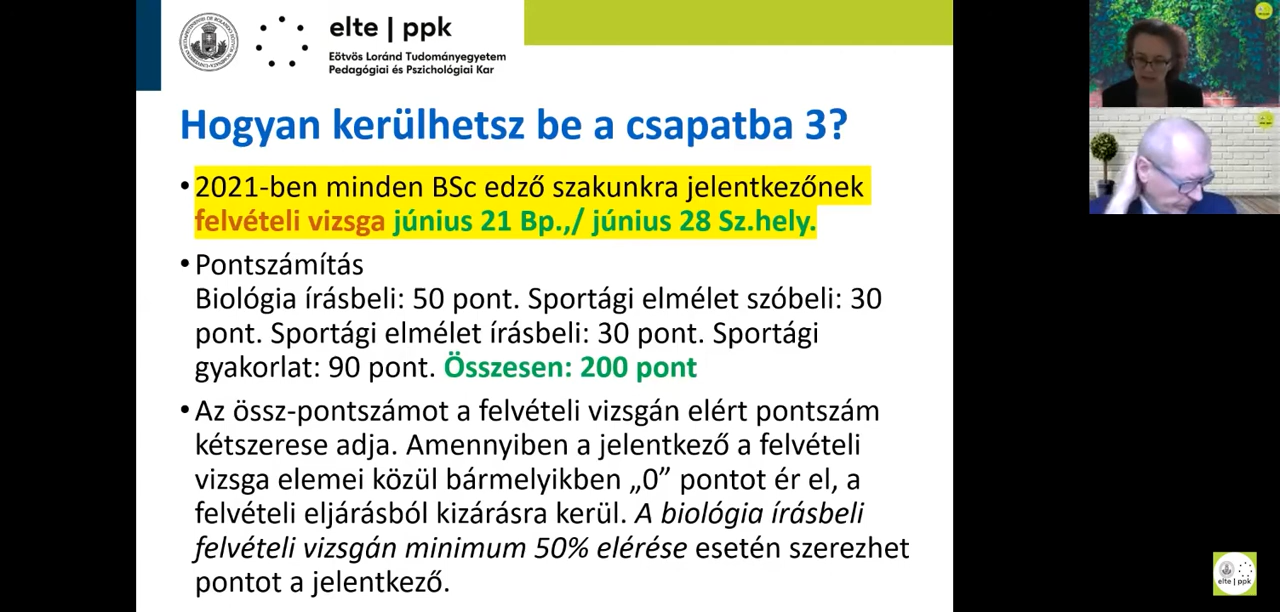 elte | ppk
Eötvös Loránd Tudományegyetem
Pedagógiai és Pszichológiai Kar
Hogyan kerülhetsz be a csapatba 3?
• 2021-ben minden BSc edző szakunkra jelentkezőnek
felvételi vizsga június 21 Bp.,/ június 28 Sz.hely.
• Pontszámítás
Biológia írásbeli: 50 pont. Sportági elmélet szóbeli: 30
pont. Sportági elmélet írásbeli: 30 pont. Sportági
gyakorlat: 90 pont. Összesen: 200 pont
• Az össz-pontszámot a felvételi vizsgán elért pontszám
kétszerese adja. Amennyiben a jelentkező a felvételi
vizsga elemei közül bármelyikben „0” pontot ér el, a
felvételi eljárásból kizárásra kerül. A biológia írásbeli
felvételi vizsgán minimum 50% elérése esetén szerezhet
pontot a jelentkező.
elte | ppk